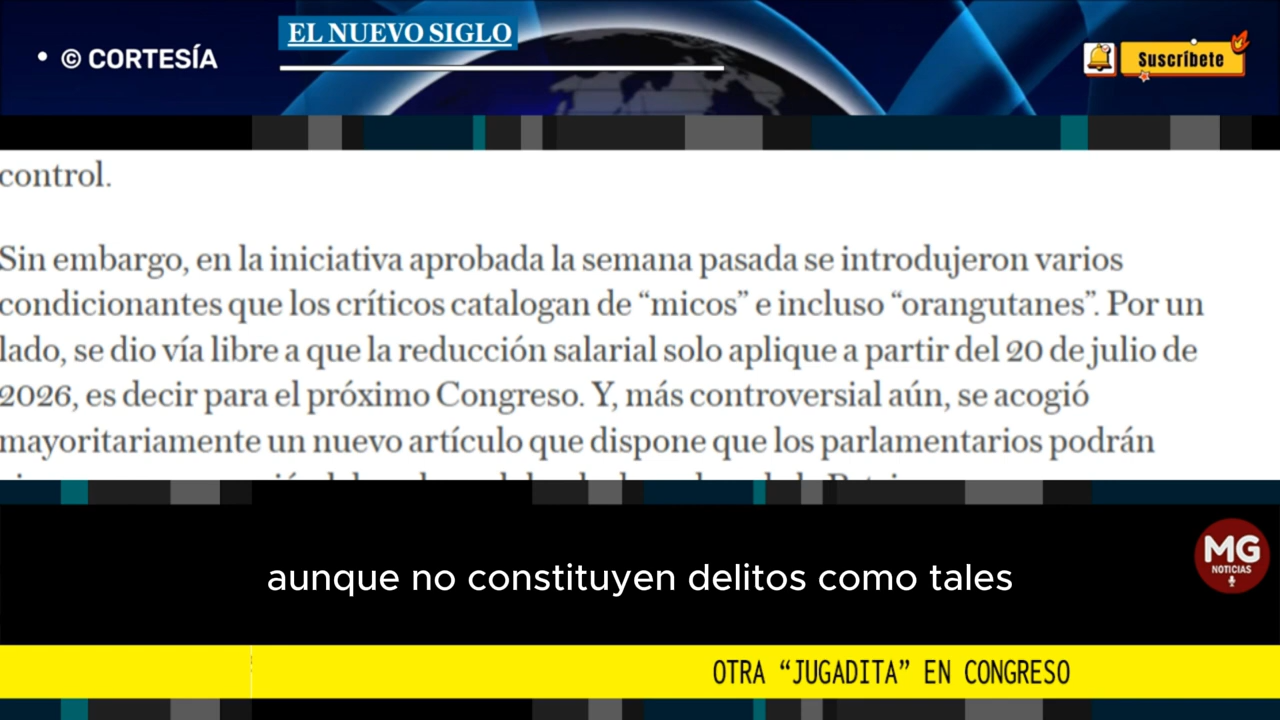 • © CORTESÍA
EL NUEVO SIGLO
Suscríbete
control.
Sin embargo, en la iniciativa aprobada la semana pasada se introdujeron varios
condicionantes que los críticos catalogan de “micos” e incluso “orangutanes”. Por un
lado, se dio vía libre a que la reducción salarial solo aplique a partir del 20 de julio de
2026, es decir para el próximo Congreso. Y, más controversial aún, se acogió
mayoritariamente un nuevo artículo que dispone que los parlamentarios podrán
aunque no constituyen delitos como tales
MG
NOTICIAS
OTRA “JUGADITA” EN CONGRESO